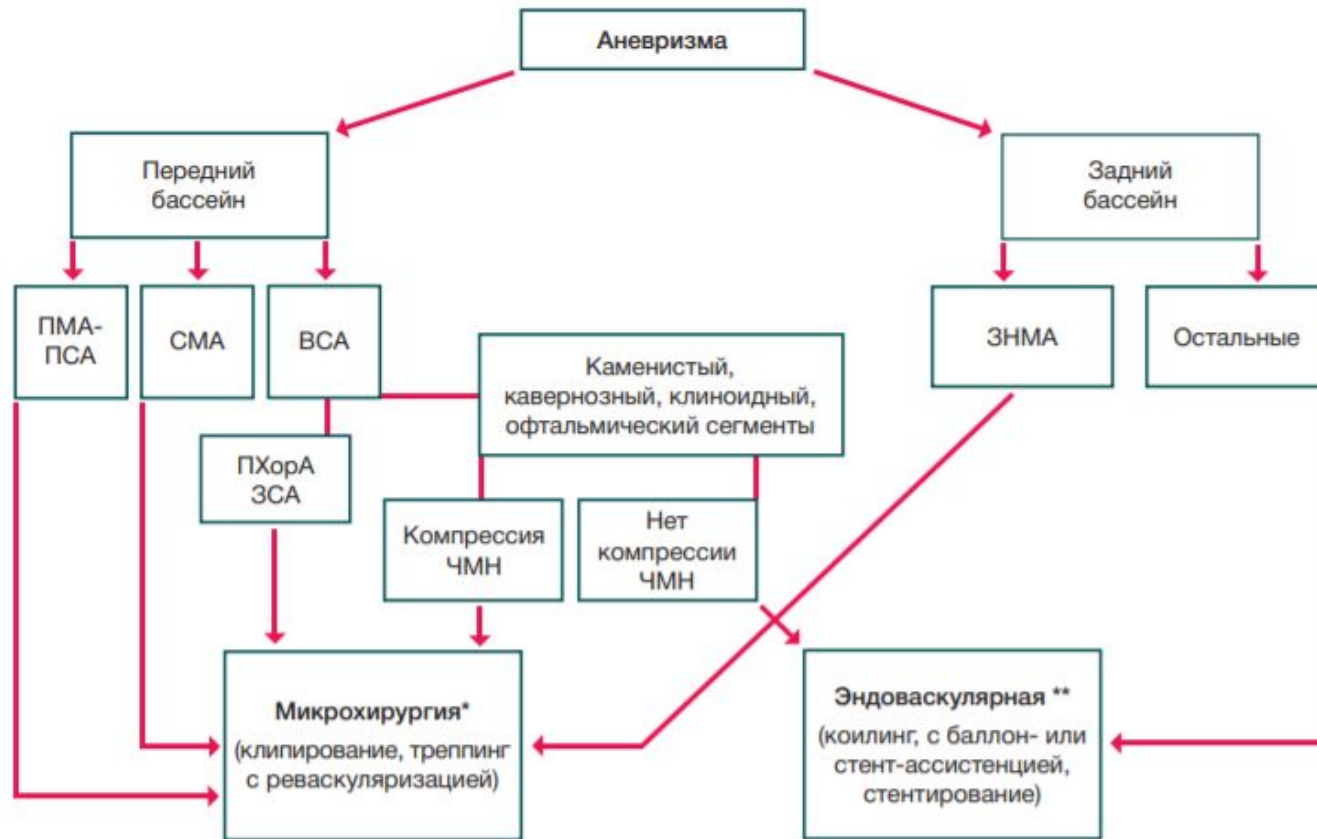 Аневризма
Передний
бассейн
Задний
бассейн
ПМА-
ПСА
СМА
ВСА
Каменистый,
кавернозный, клиноидный,
офтальмический сегменты
ЗНМА
Остальные
ПХорА
ЗСА
Компрессия
ЧМН
Нет
компрессии
ЧМН
Микрохирургия*
(клипирование, треппинг
с реваскуляризацией)
Эндоваскулярная **
(коилинг, с баллон- или
стент-ассистенцией,
стентирование)